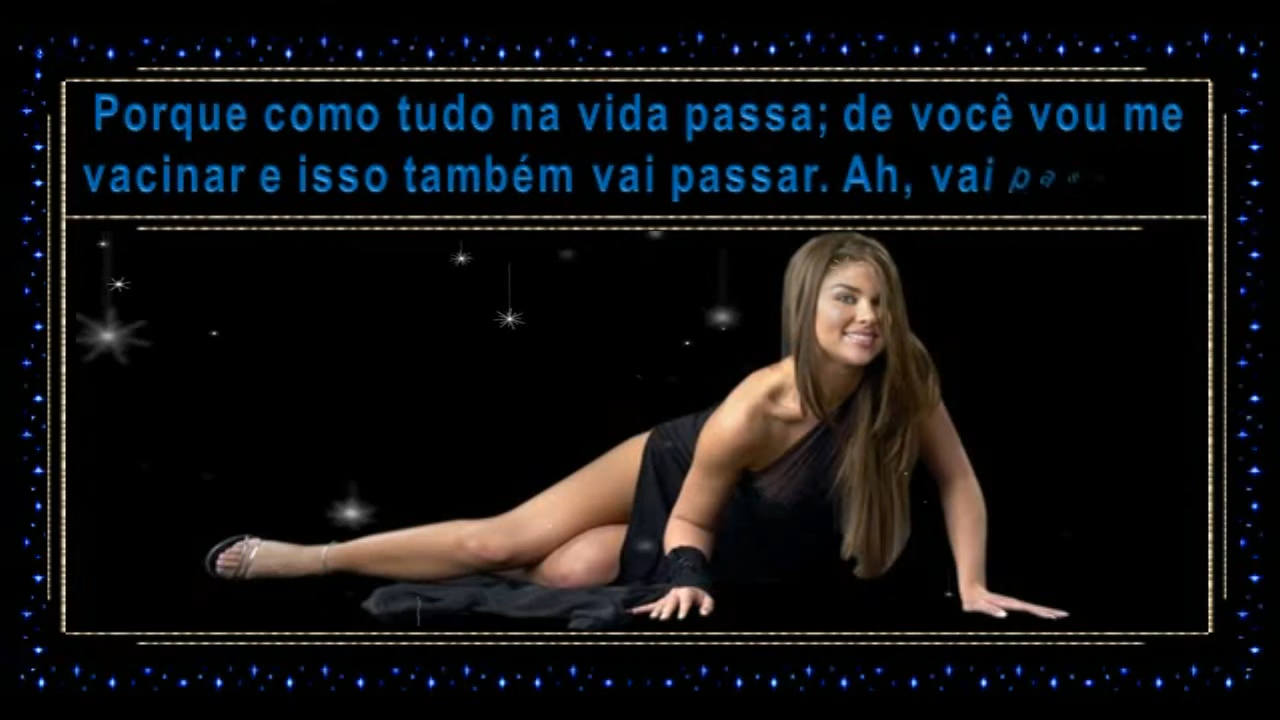 Porque como tudo na vida passa; de você vou me
vacinar e isso também vai passar. Ah, vai